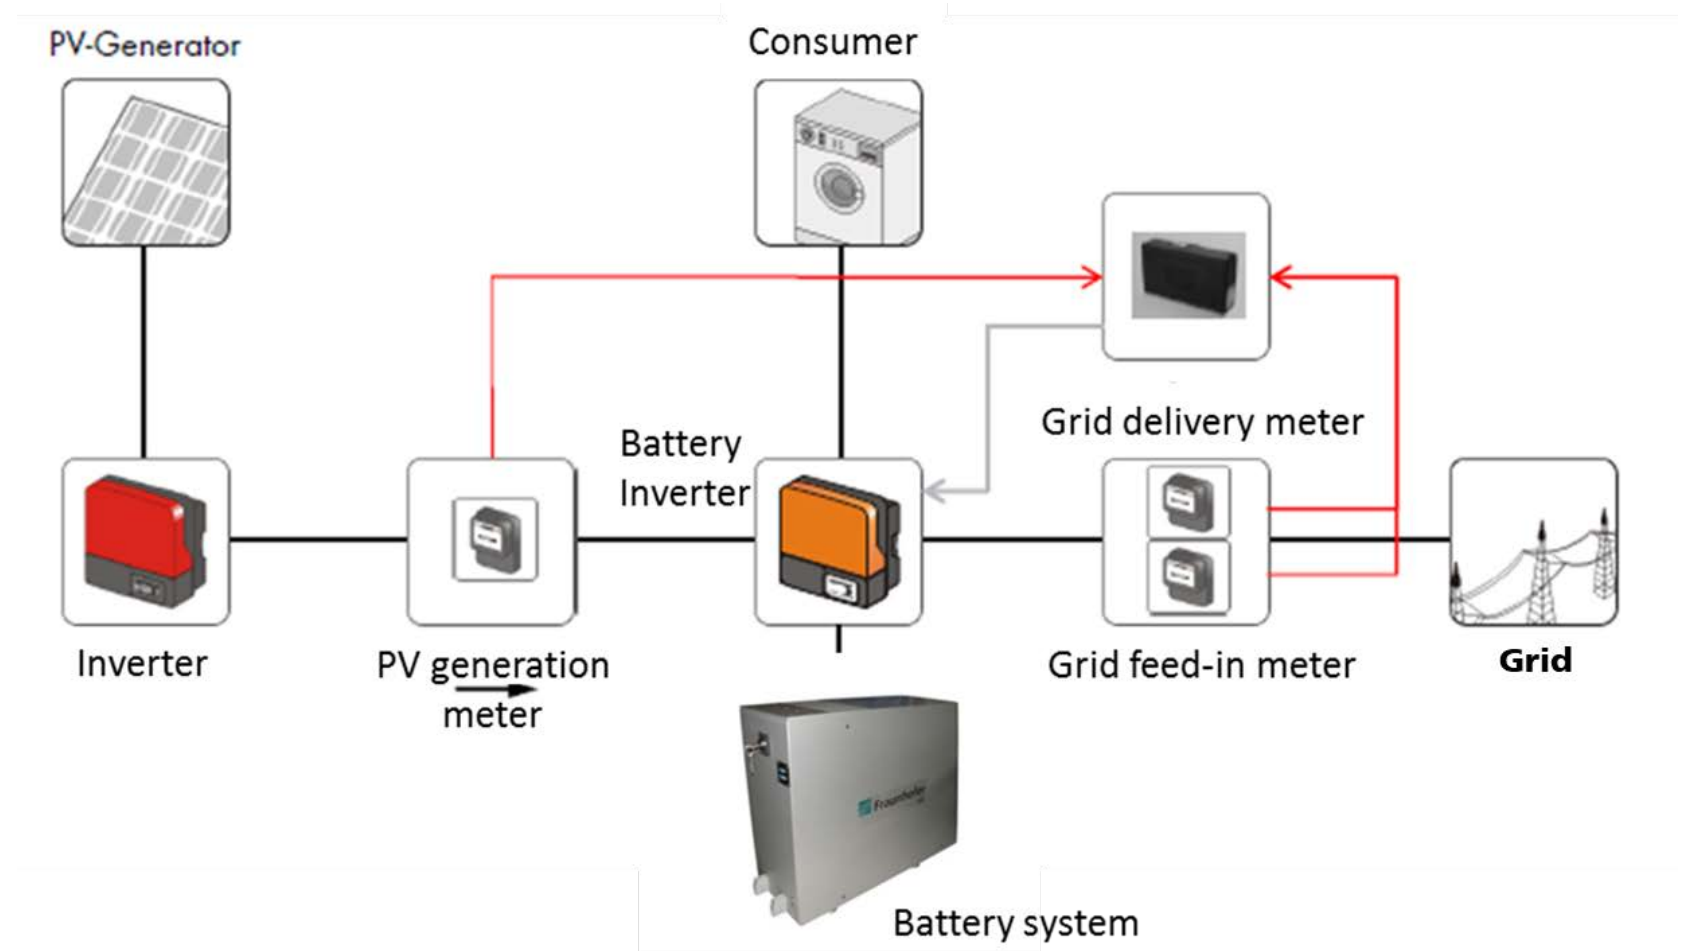 PV-Generator
Consumer
Battery
Inverter
Grid delivery meter
Inverter
PV generation
meter
Grid feed-in meter
Grid
Fraunhofer
Battery system